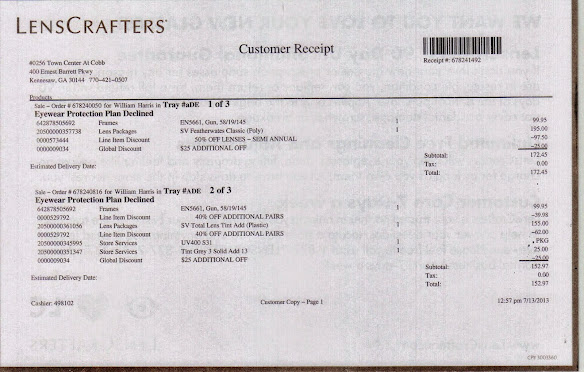 LENSCRAFTERS
Customer Receipt
Receipt #: 678241492
#0256 Town Center At Cobb
400 Ernest Barrett Pkwy
Kennesaw, GA 30144 770-421-0507
Products
Sale - Order # 678240050 for William Harris in Tray #aDE 1 of 3
Eyewear Protection Plan Declined
642878505692 Frames EN5661, Gun, 58/19/145 1 99.95
20500000357738 Lens Packages SV Featherwates Classic (Poly) 1 195.00
0000573444 Line Item Discount 50% OFF LENSES - SEMI ANNUAL -97.50
0000009034 Global Discount $25 ADDITIONAL OFF -25.00
Subtotal: 172.45
Estimated Delivery Date: Tax: 0.00
Total: 172.45
Sale - Order # 678240816 for William Harris in Tray #ADE 2 of 3
Eyewear Protection Plan Declined
642878505692 Frames EN5661, Gun, 58/19/145 1 99.95
0000529792 Line Item Discount 40% OFF ADDITIONAL PAIRS -39.98
20500000361056 Lens Packages SV Total Lens Tint Add (Plastic) 1 155.00
0000529792 Line Item Discount 40% OFF ADDITIONAL PAIRS -62.00
20500000345995 Store Services UV400 S31 1 PKG
20500000351347 Store Services Tint Grey 3 Solid Add 13 1 25.00
0000009034 Global Discount $25 ADDITIONAL OFF -25.00
Subtotal: 152.97
Estimated Delivery Date: Tax: 0.00
Total: 152.97
Cashier: 498102 Customer Copy - Page 1 12:57 pm 7/13/2013